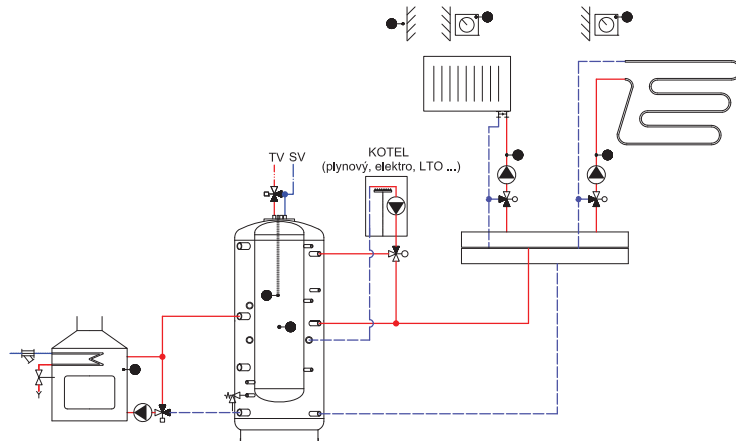 KOTEL
(plynový, elektro, LTO ...)
TV SV